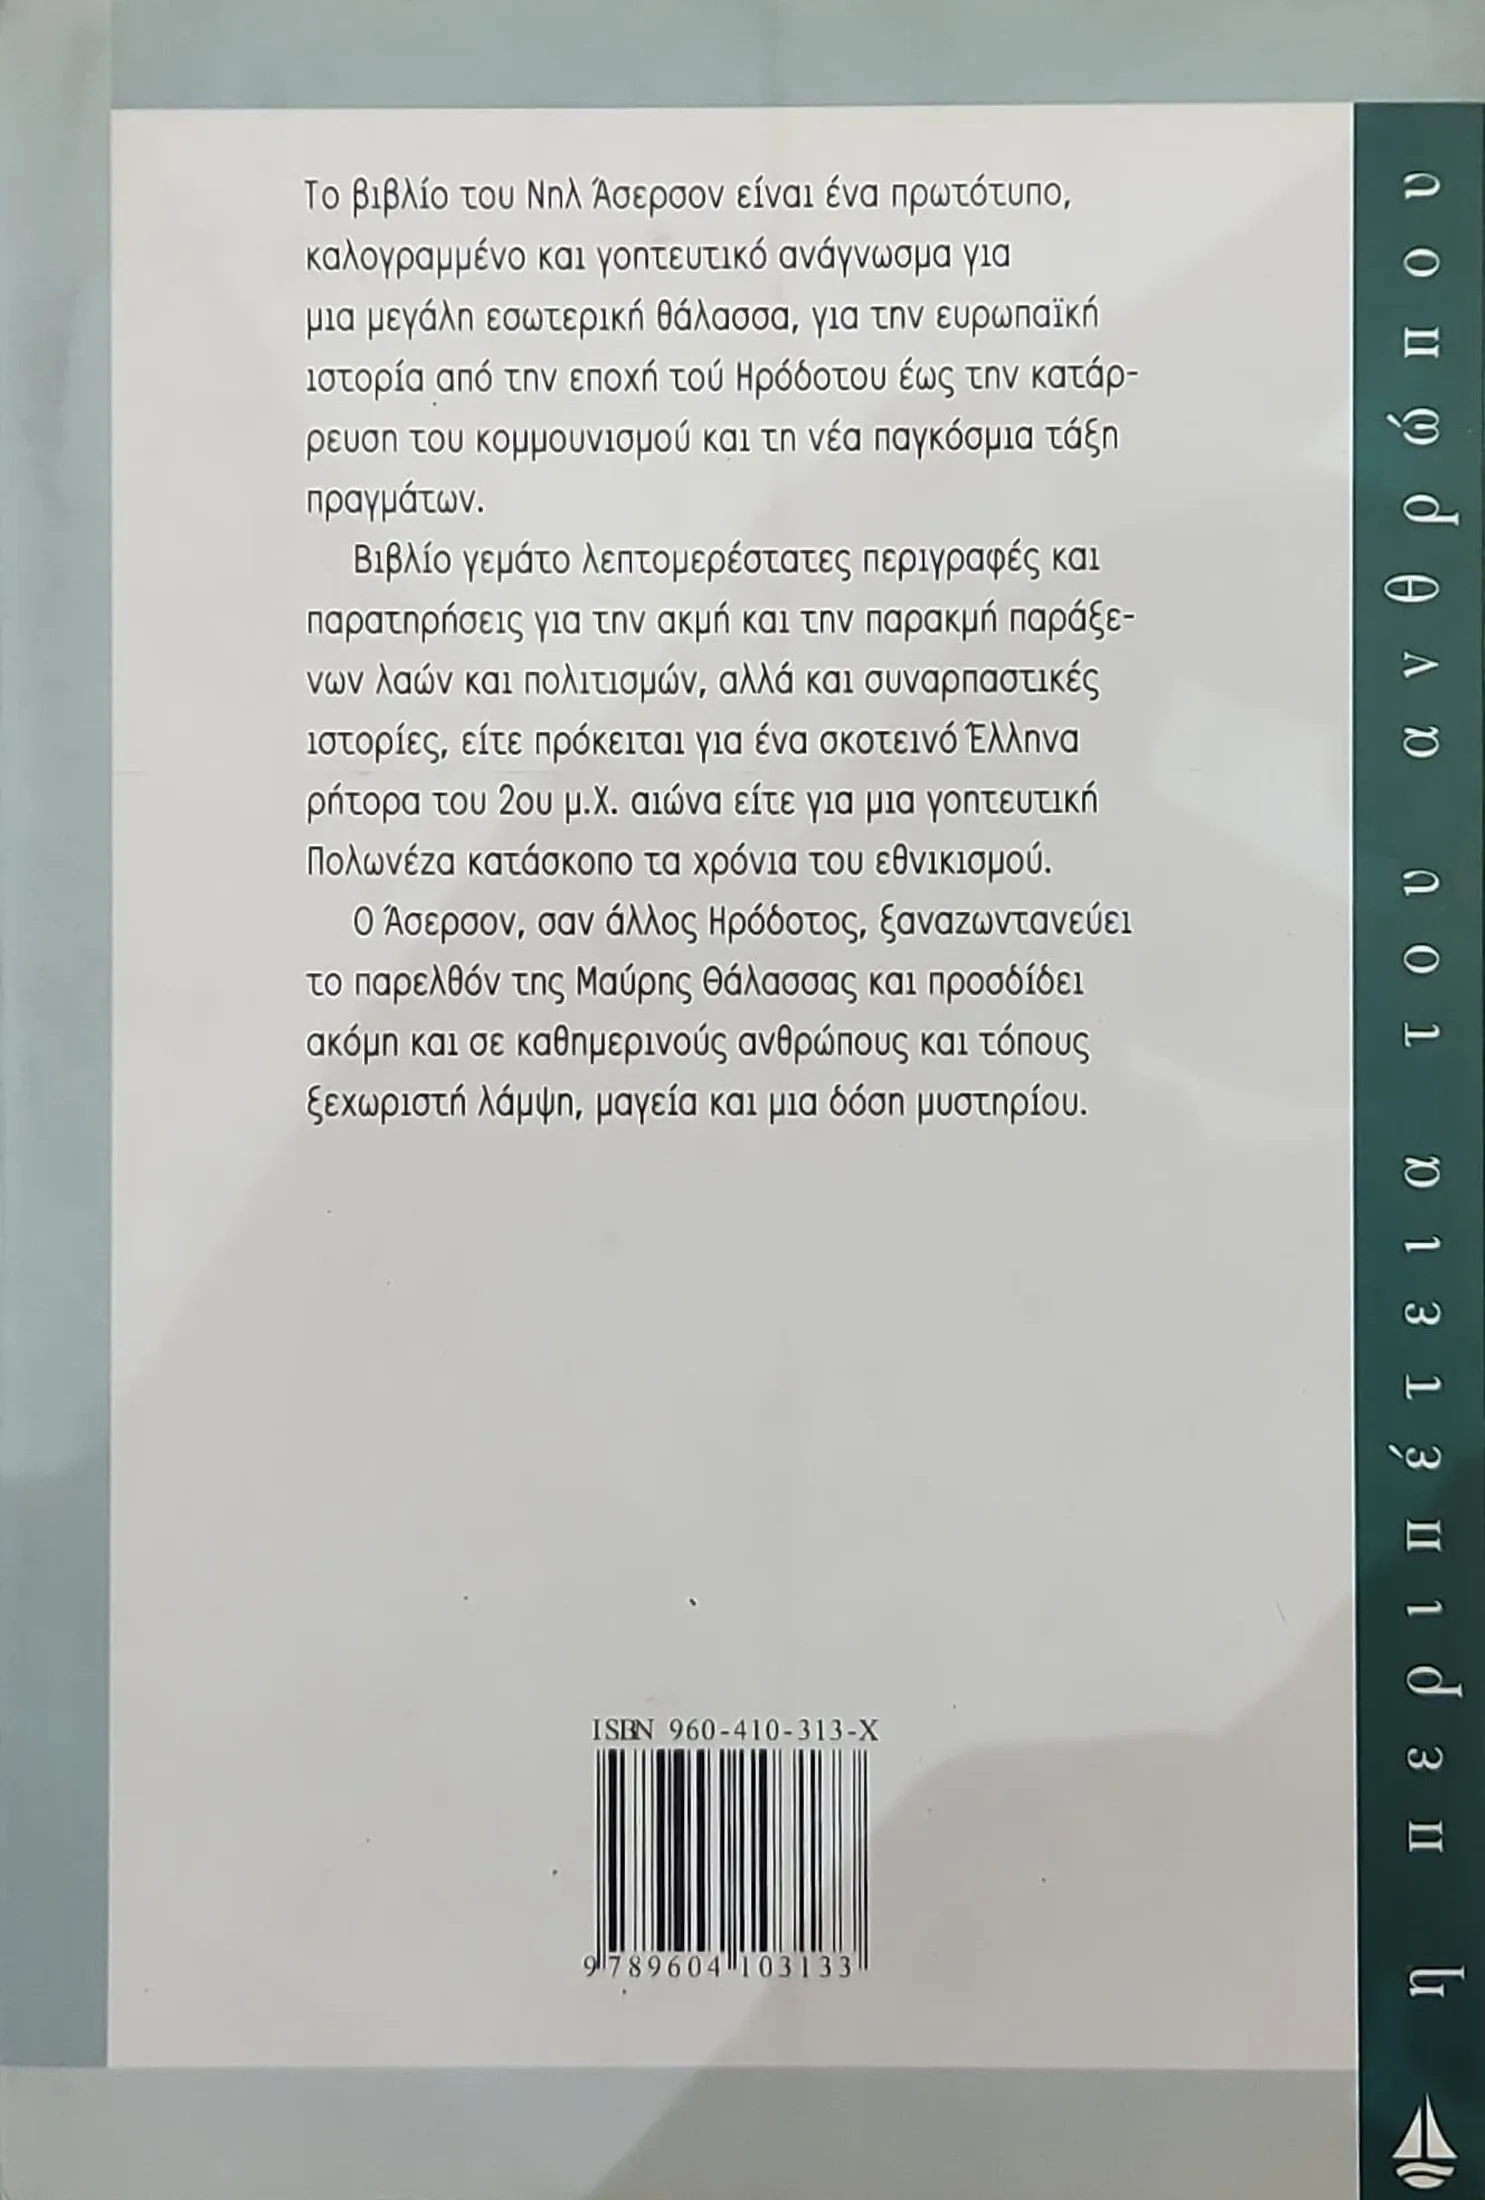 Το βιβλίο του Νηλ Άσερσον είναι ένα πρωτότυπο,
καλογραμμένο και γοητευτικό ανάγνωσμα για
μια μεγάλη εσωτερική θάλασσα, για την ευρωπαϊκή
ιστορία από την εποχή τού Ηρόδοτου έως την κατάρ-
ρευση του κομμουνισμού και τη νέα παγκόσμια τάξη
πραγμάτων.
Βιβλίο γεμάτο λεπτομερέστατες περιγραφές και
παρατηρήσεις για την ακμή και την παρακμή παράξε-
νων λαών και πολιτισμών, αλλά και συναρπαστικές
ιστορίες, είτε πρόκειται για ένα σκοτεινό Έλληνα
ρήτορα του 2ου μ.Χ. αιώνα είτε για μια γοητευτική
Πολωνέζα κατάσκοπο τα χρόνια του εθνικισμού.
Ο Άσερσον, σαν άλλος Ηρόδοτος, ξαναζωντανεύει
το παρελθόν της Μαύρης Θάλασσας και προσδίδει
ακόμη και σε καθημερινούς ανθρώπους και τόπους
ξεχωριστή λάμψη, μαγεία και μια δόση μυστηρίου.
ISBN 960-410-313-X
9 789604 103133
η περιπέτεια του ανθρώπου